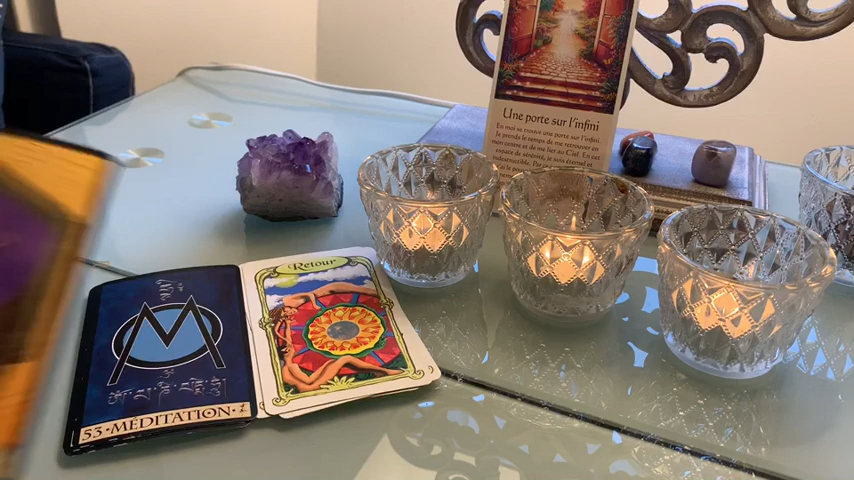 Une porte sur l'infini
En moi se trouve une porte sur l'infini
Je prends le temps de me retrouver en
mon centre et de me lier au Ciel. En cet
espace de sérénité, je suis éternel et
indestructible.
Retour
M
53 • MÉDITATION •